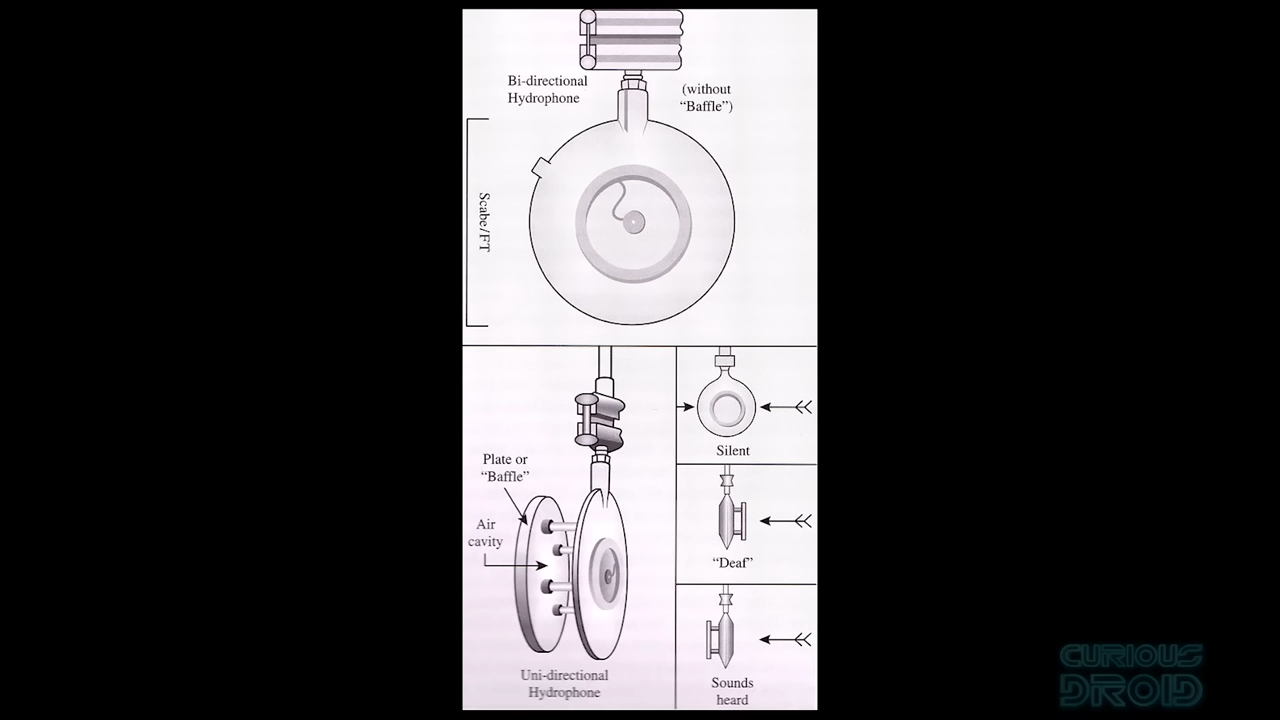 Bi-directional
Hydrophone
(without
“Baffle”)
Scabe/FT
Plate or
“Baffle”
Air
cavity
Uni-directional
Hydrophone
Silent
“Deaf”
Sounds
heard
CURIOUS
DROID